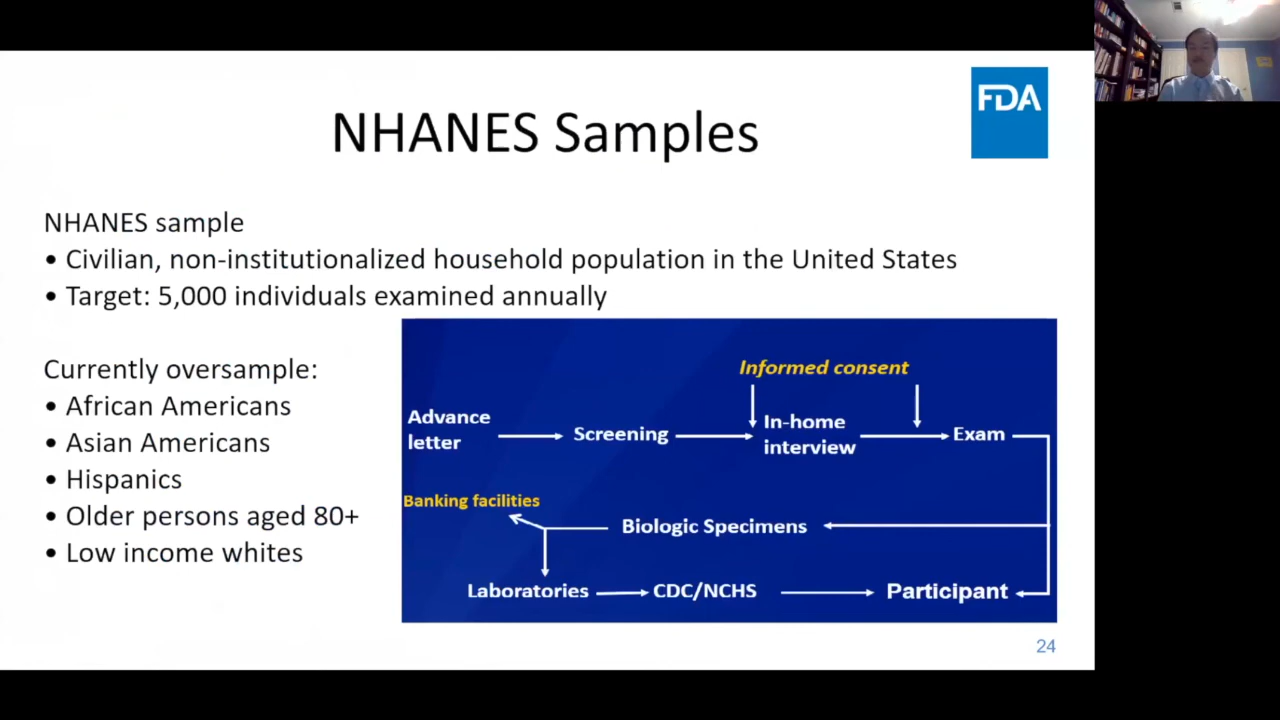 FDA
NHANES Samples
NHANES sample
• Civilian, non-institutionalized household population in the United States
• Target: 5,000 individuals examined annually
Currently oversample:
• African Americans
• Asian Americans
• Hispanics
• Older persons aged 80+
• Low income whites
Informed consent
Advance
letter
Screening
In-home
interview
Exam
Banking facilities
Biologic Specimens
Laboratories
CDC/NCHS
Participant
24